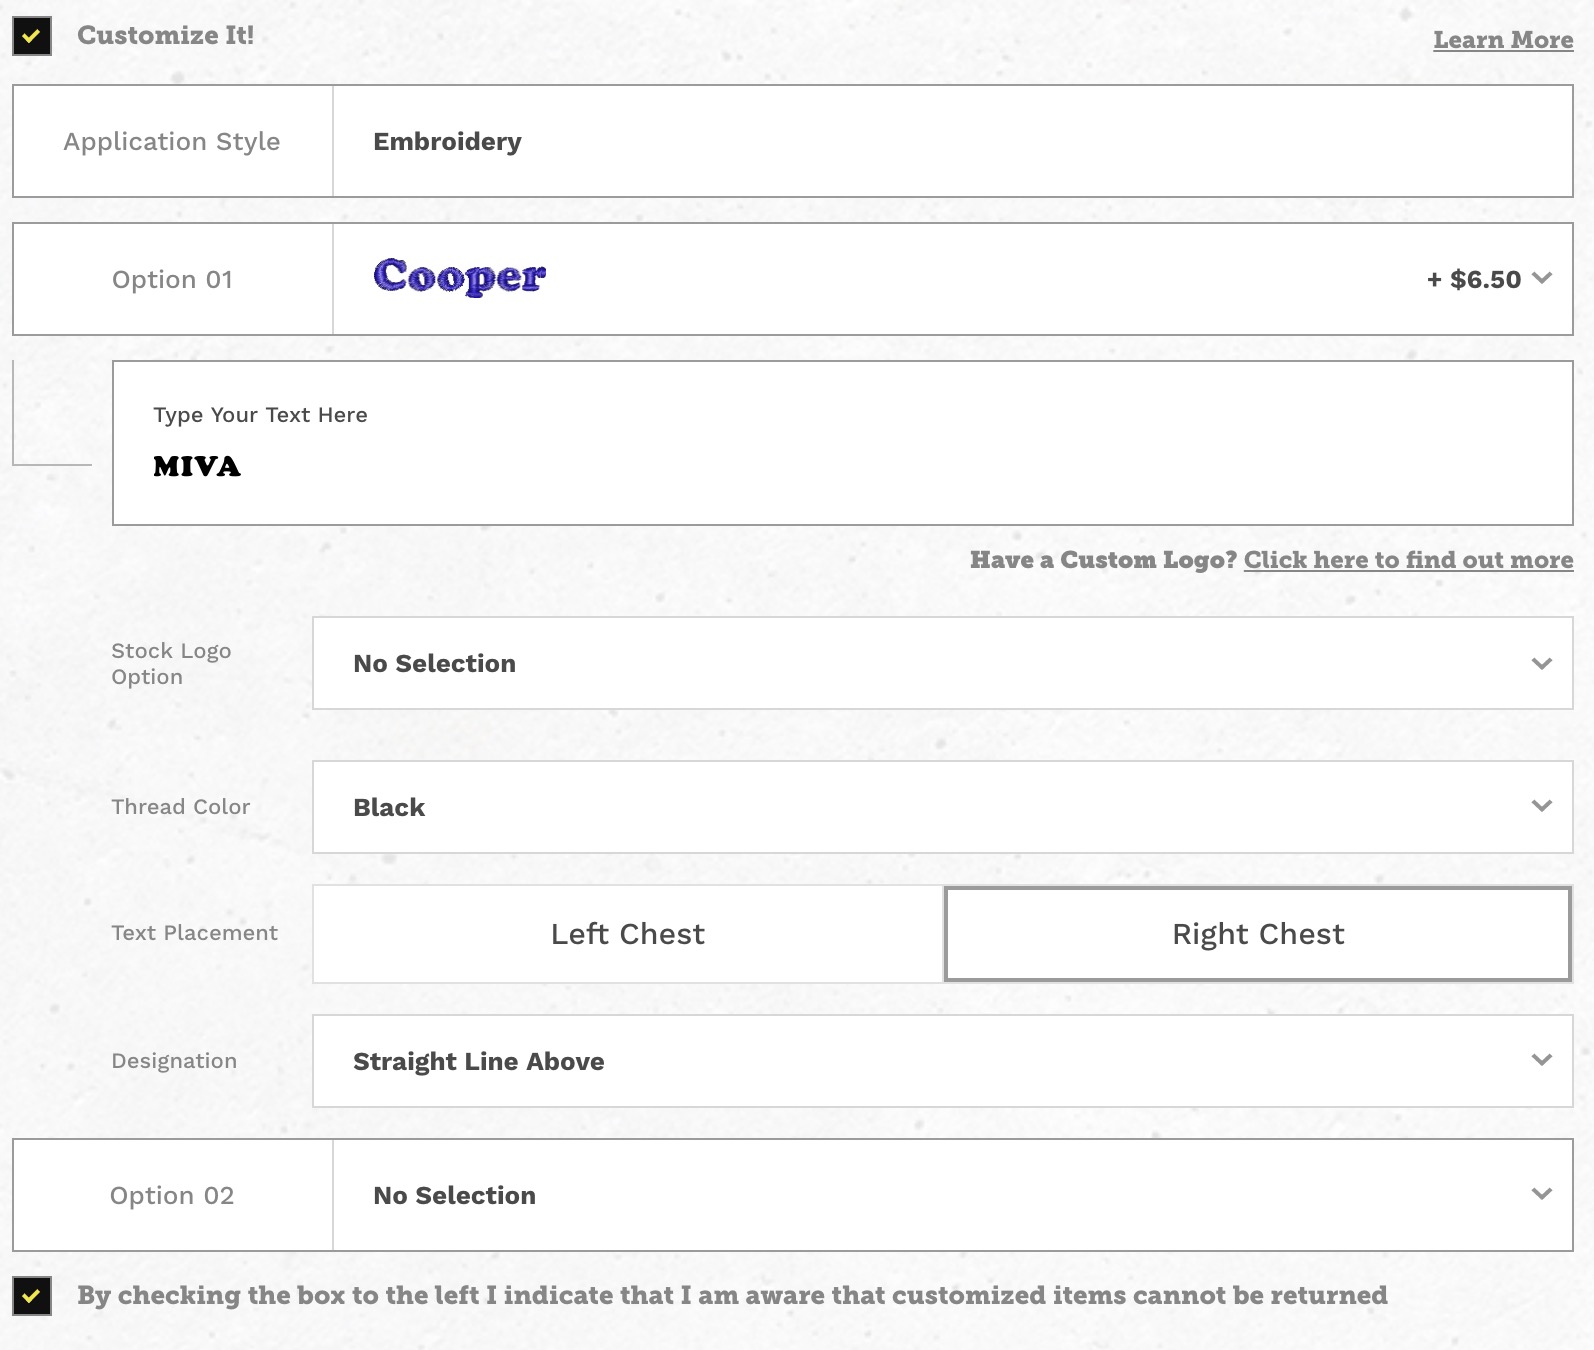 Customize It!
Learn More
Application Style
Embroidery
Option 01
Cooper
+ $6.50
Type Your Text Here
MIVA
Have a Custom Logo? Click here to find out more
Stock Logo
Option
No Selection
Thread Color
Black
Text Placement
Left Chest
Right Chest
Designation
Straight Line Above
Option 02
No Selection
By checking the box to the left I indicate that I am aware that customized items cannot be returned